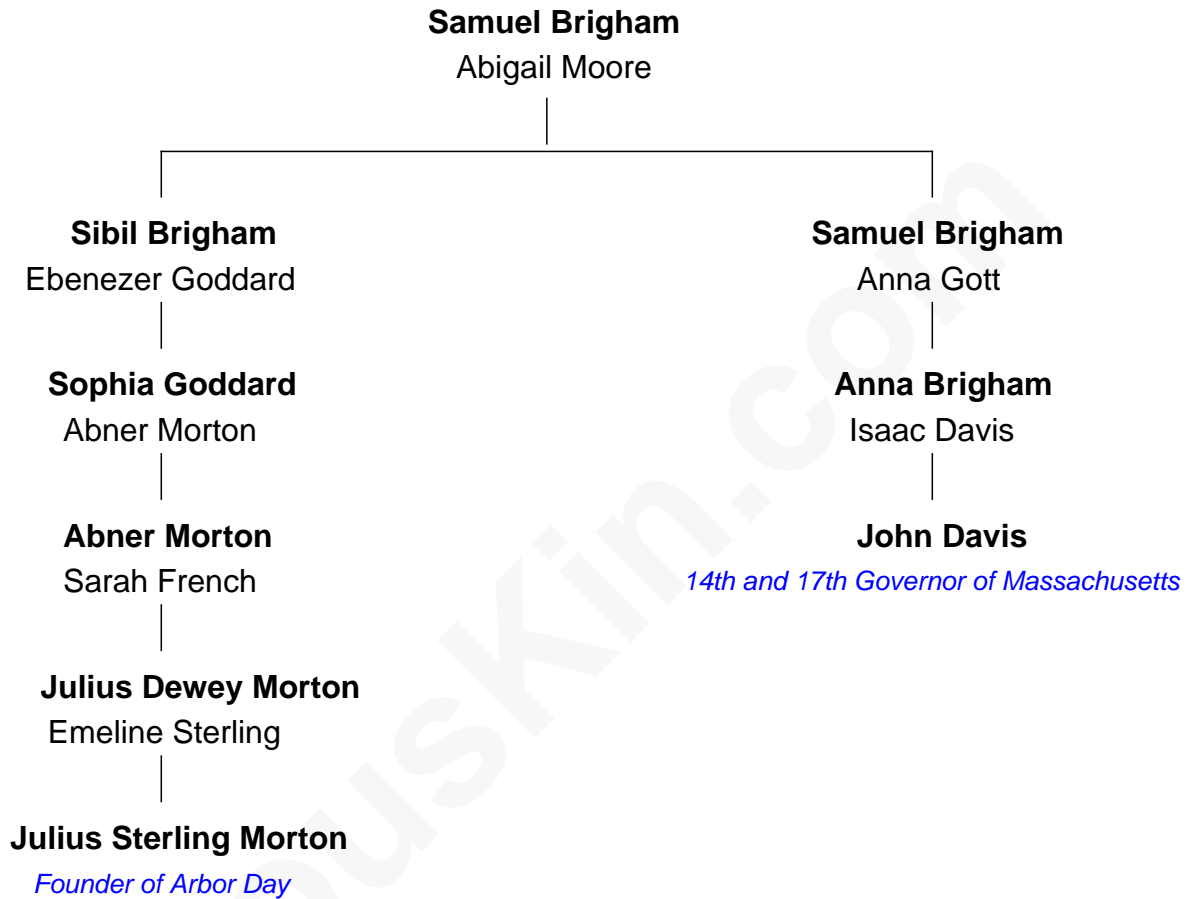 Samuel Brigham
Abigail Moore
Sibil Brigham
Ebenezer Goddard
Samuel Brigham
Anna Gott
Sophia Goddard
Abner Morton
Anna Brigham
Isaac Davis
Abner Morton
Sarah French
John Davis
14th and 17th Governor of Massachusetts
Julius Dewey Morton
Emeline Sterling
Julius Sterling Morton
Founder of Arbor Day
ouskin.com